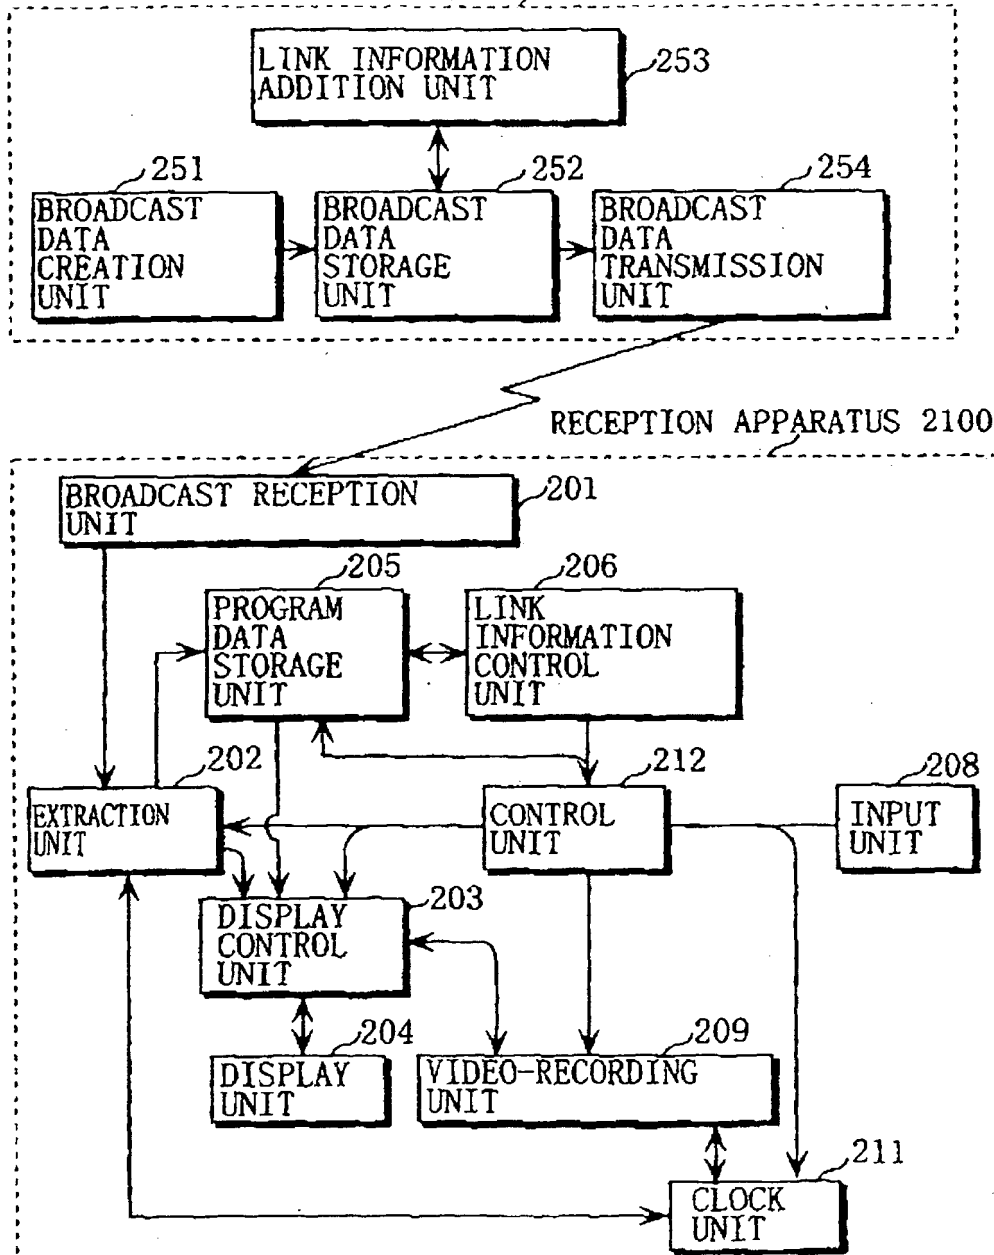 LINK INFORMATION
ADDITION UNIT
253
251
252
254
BROADCAST
DATA
CREATION
UNIT
BROADCAST
DATA
STORAGE
UNIT
BROADCAST
DATA
TRANSMISSION
UNIT
RECEPTION APPARATUS 2100
BROADCAST RECEPTION
UNIT
201
205
206
PROGRAM
DATA
STORAGE
UNIT
LINK
INFORMATION
CONTROL
UNIT
202
212
208
EXTRACTION
UNIT
CONTROL
UNIT
INPUT
UNIT
203
DISPLAY
CONTROL
UNIT
204
209
DISPLAY
UNIT
VIDEO-RECORDING
UNIT
211
CLOCK
UNIT